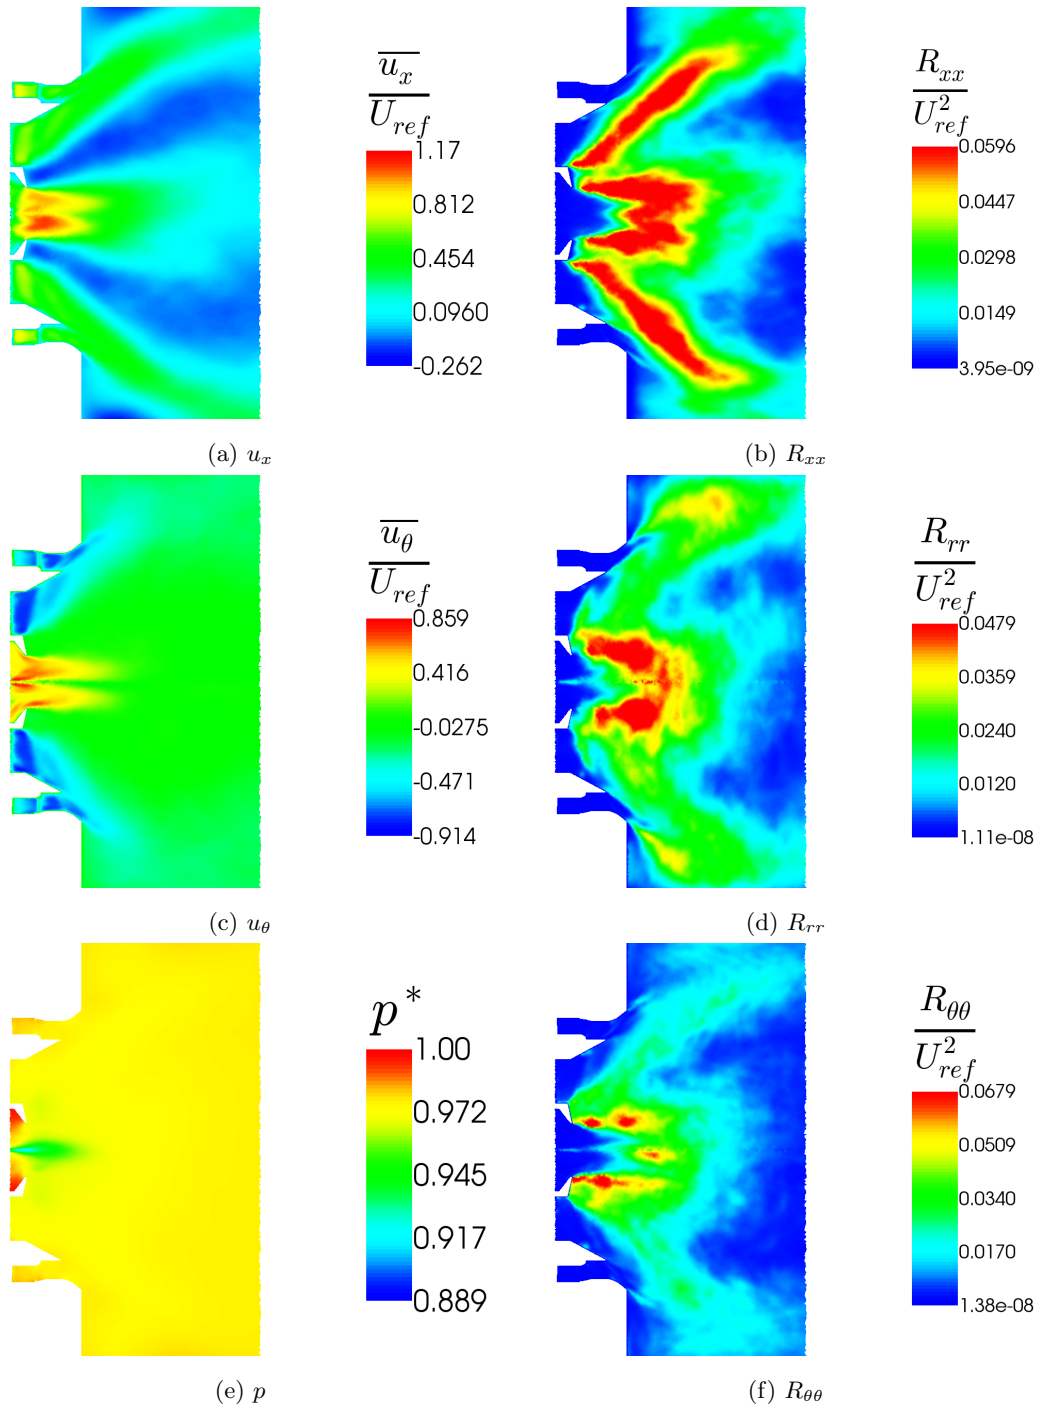 u_x / U_ref
1.17
0.812
0.454
0.0960
-0.262
R_xx / U_ref^2
0.0596
0.0447
0.0298
0.0149
3.95e-09
(a) u_x
(b) R_xx
u_θ / U_ref
0.859
0.416
-0.0275
-0.471
-0.914
R_rr / U_ref^2
0.0479
0.0359
0.0240
0.0120
1.11e-08
(c) u_θ
(d) R_rr
p*
1.00
0.972
0.945
0.917
0.889
R_θθ / U_ref^2
0.0679
0.0509
0.0340
0.0170
1.38e-08
(e) p
(f) R_θθ